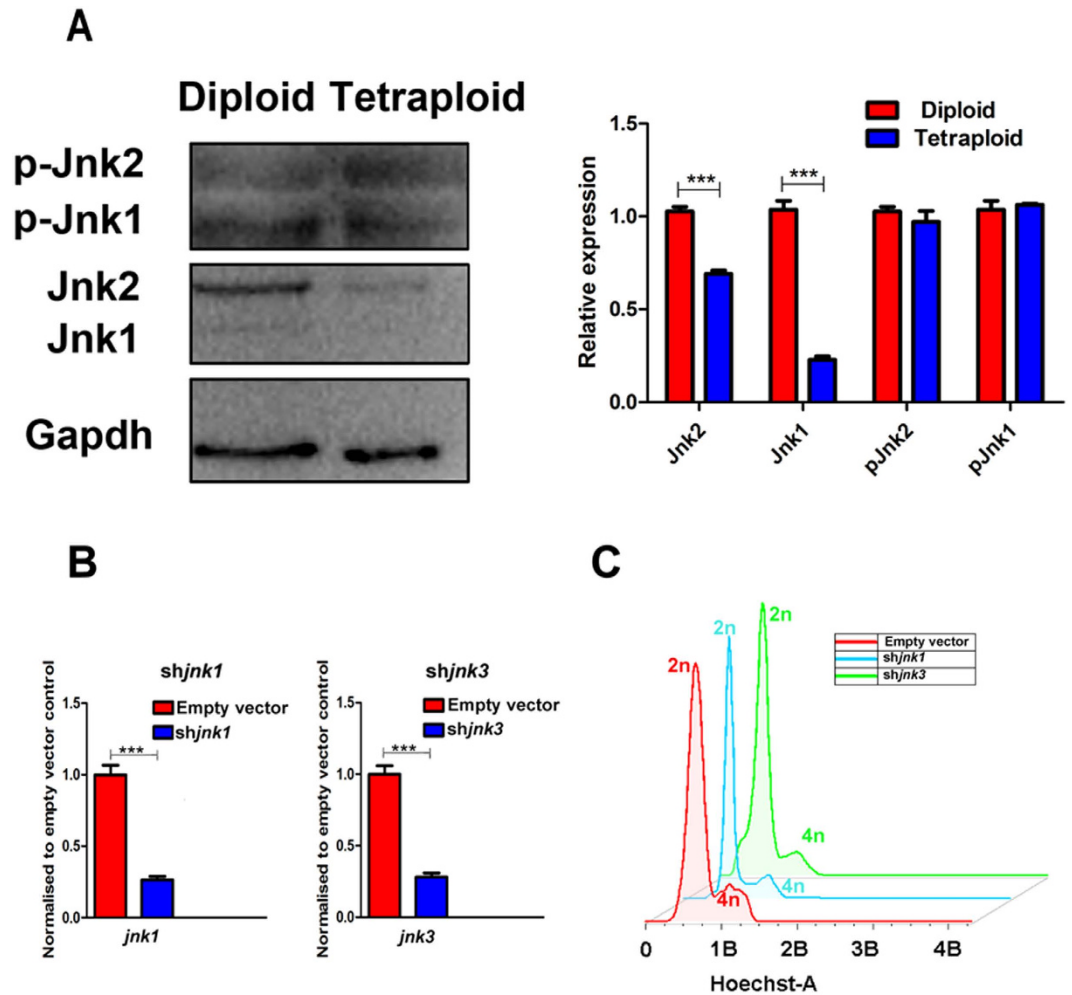 A
Diploid Tetraploid
p-Jnk2
p-Jnk1
Jnk2
Jnk1
Gapdh
Diploid
Tetraploid
Relative expression
1.5
1.0
0.5
0.0
***
***
Jnk2
Jnk1
pJnk2
pJnk1
B
shjnk1
Empty vector
shjnk1
Normalised to empty vector control
1.5
1.0
0.5
0.0
***
jnk1
shjnk3
Empty vector
shjnk3
Normalised to empty vector control
1.5
1.0
0.5
0.0
***
jnk3
C
2n
2n
2n
4n
4n
4n
Empty vector
shjnk1
shjnk3
0
1B
2B
3B
4B
Hoechst-A